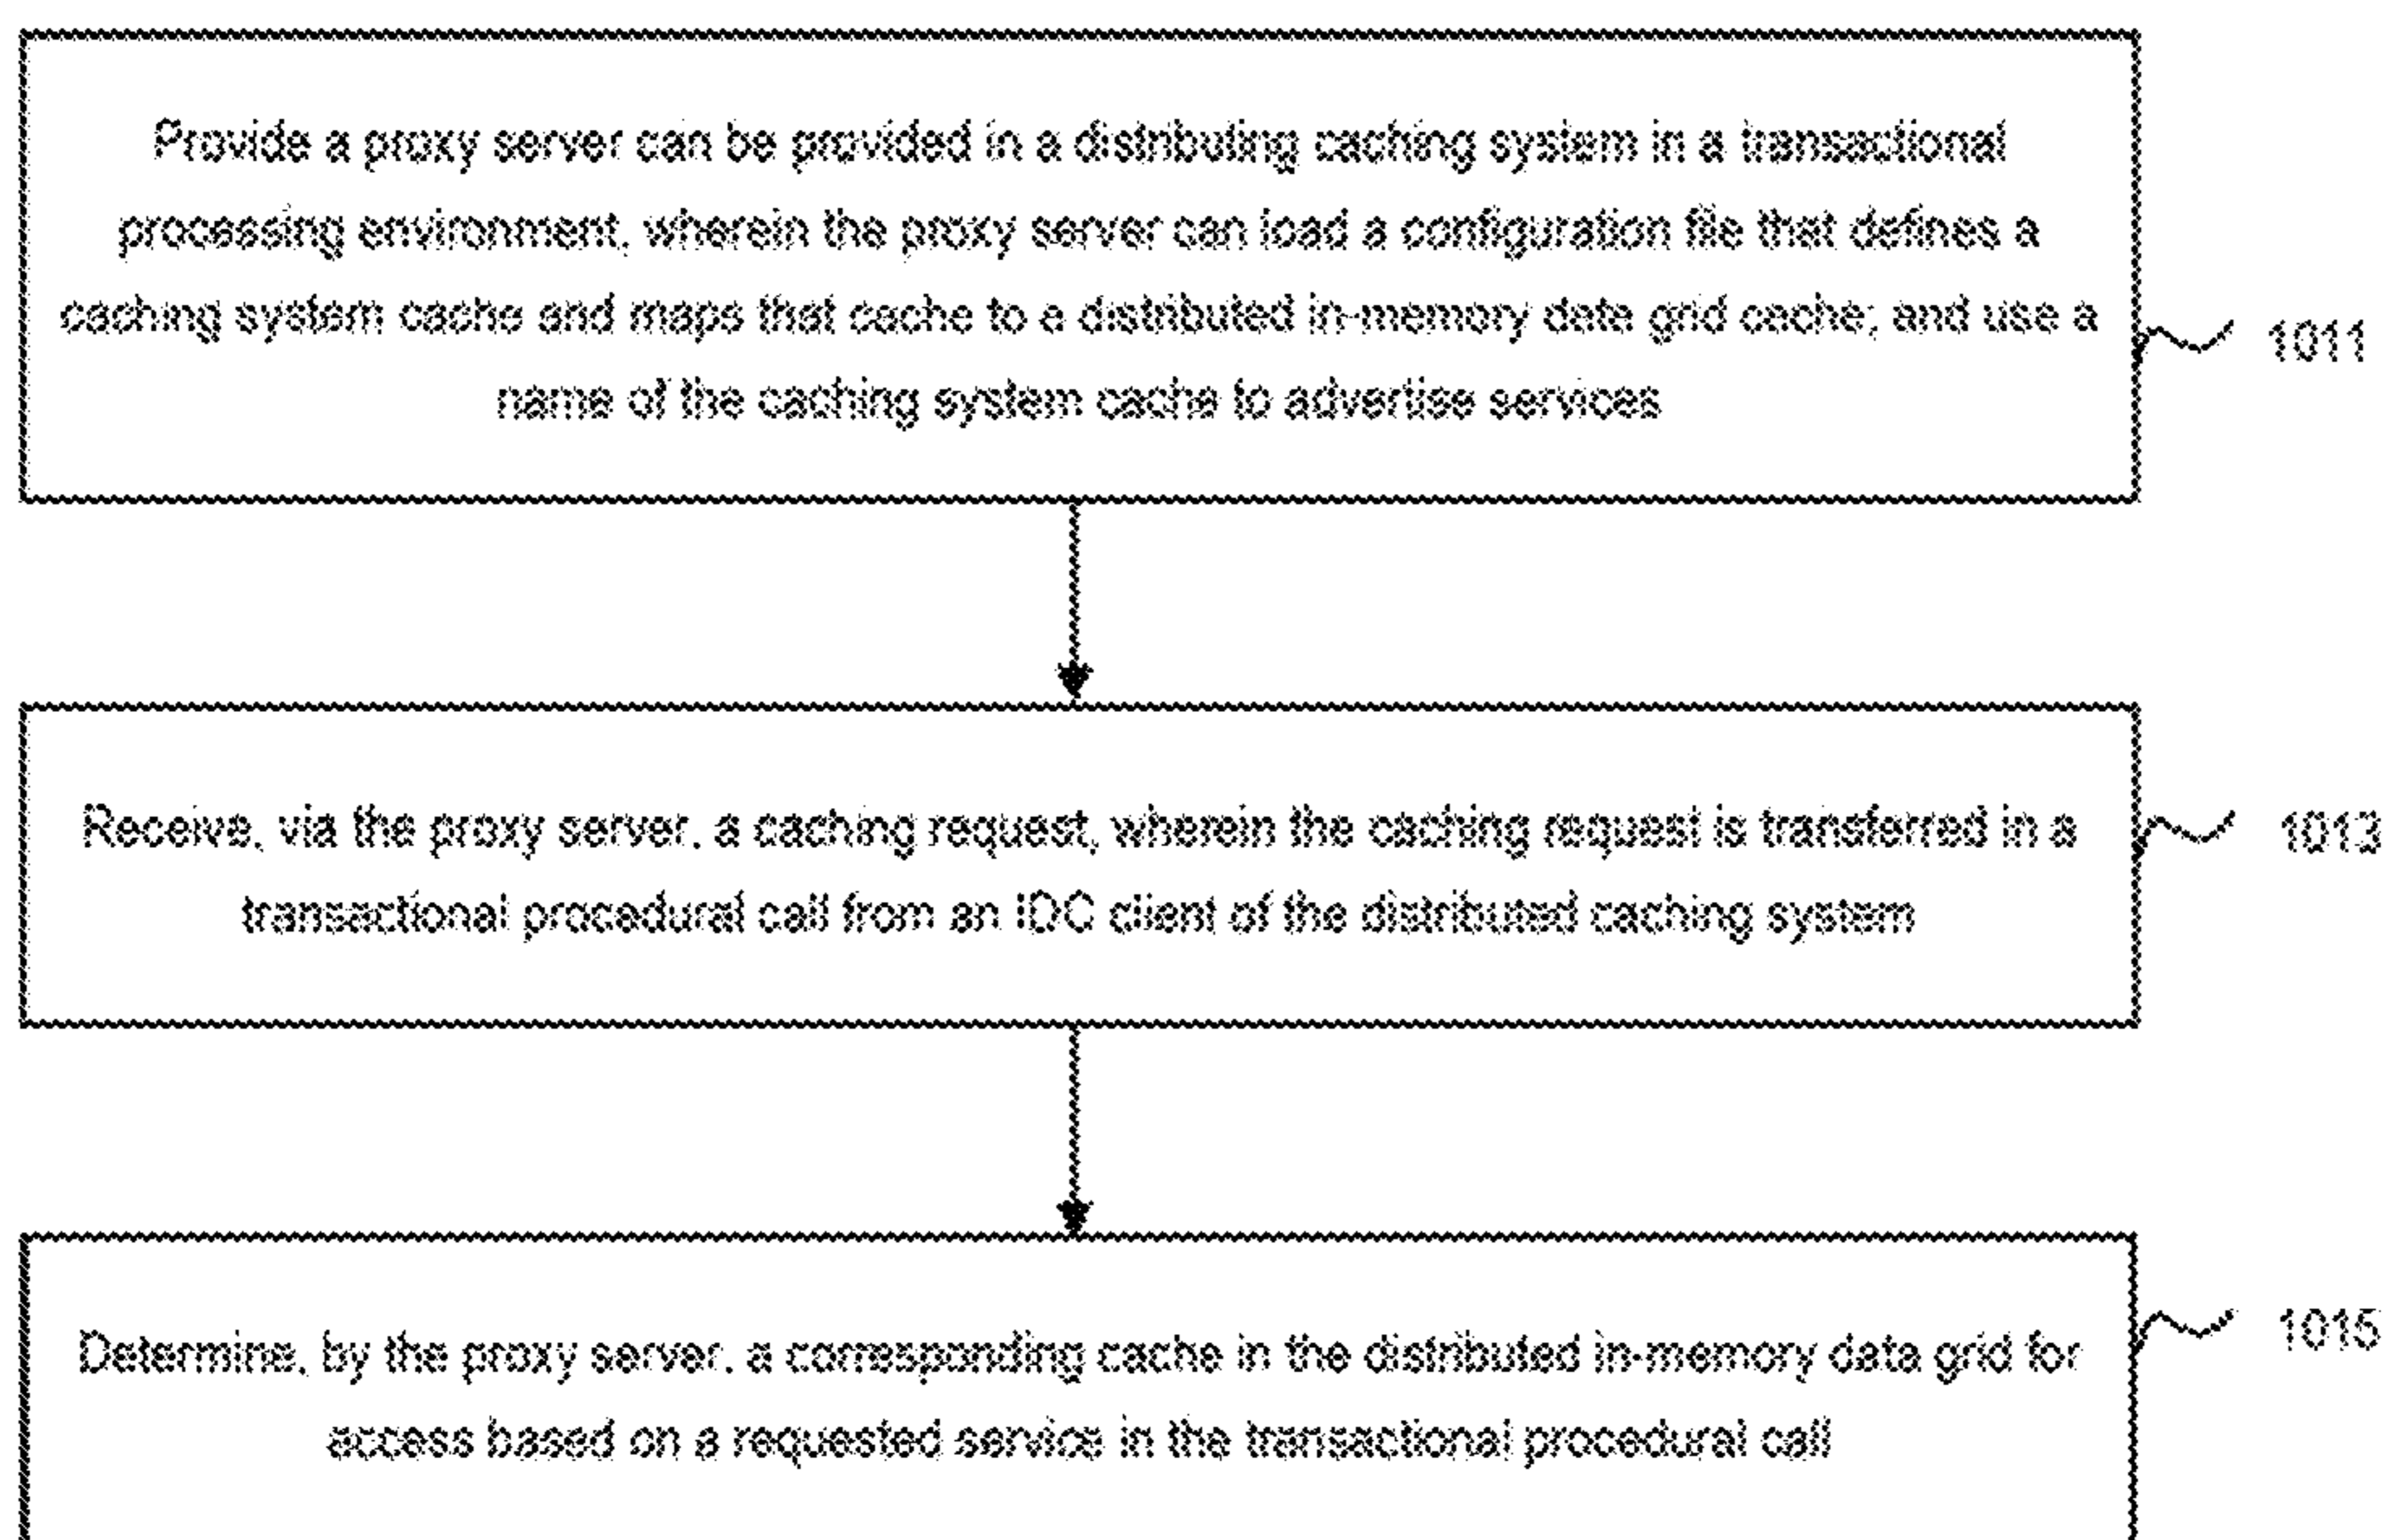 Provide a proxy server can be provided in a distributing caching system in a transactional
processing environment, wherein the proxy server can load a configuration file that defines a
caching system cache and maps that cache to a distributed in-memory data grid cache; and use a
name of the caching system cache to advertise services
1011
Receive, via the proxy server, a caching request, wherein the caching request is transferred in a
transactional procedural call from an IDC client of the distributed caching system
1013
Determine, by the proxy server, a corresponding cache in the distributed in-memory data grid for
access based on a requested service in the transactional procedural call
1015